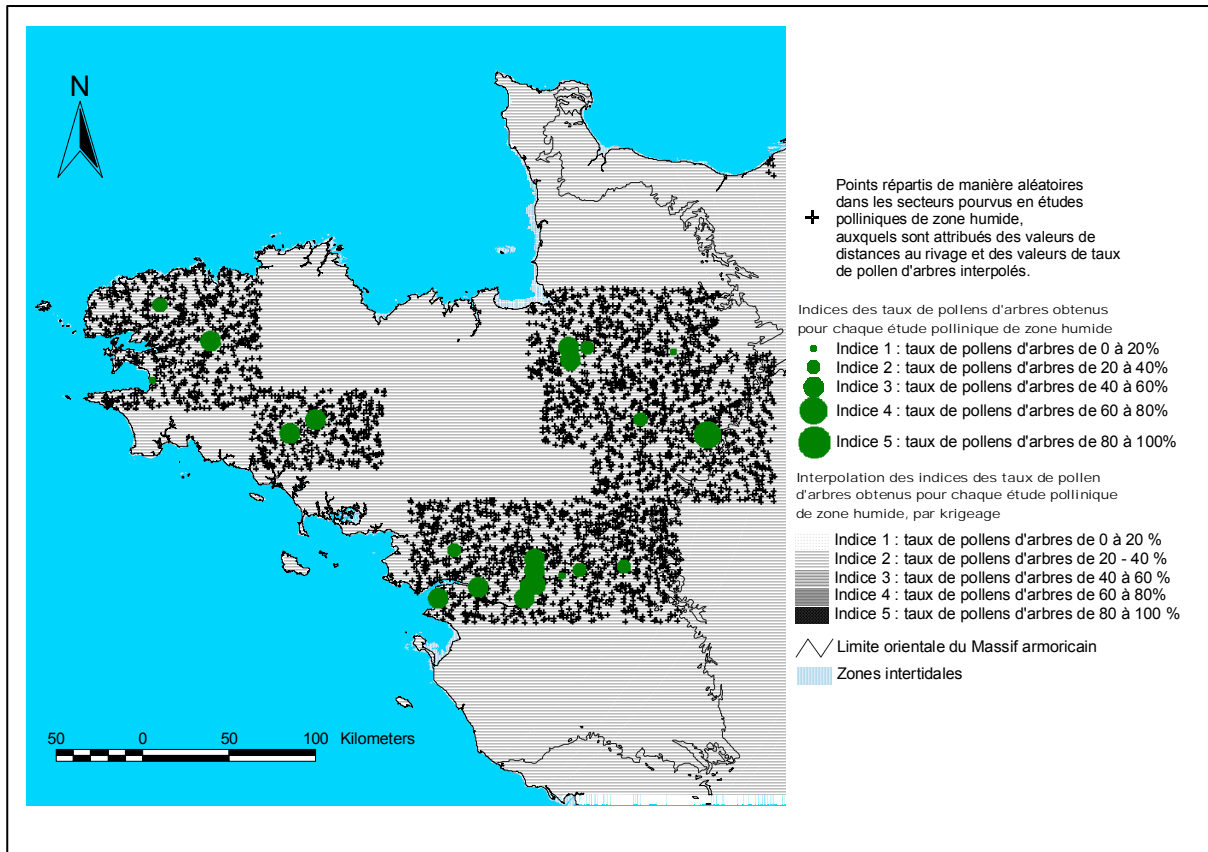 N
Points répartis de manière aléatoires
dans les secteurs pourvus en études
polliniques de zone humide,
auxquels sont attribués des valeurs de
distances au rivage et des valeurs de taux
de pollen d'arbres interpolés.
Indices des taux de pollens d'arbres obtenus
pour chaque étude pollinique de zone humide
Indice 1 : taux de pollens d'arbres de 0 à 20%
Indice 2 : taux de pollens d'arbres de 20 à 40%
Indice 3 : taux de pollens d'arbres de 40 à 60%
Indice 4 : taux de pollens d'arbres de 60 à 80%
Indice 5 : taux de pollens d'arbres de 80 à 100%
Interpolation des indices des taux de pollen
d'arbres obtenus pour chaque étude pollinique
de zone humide, par krigeage
Indice 1 : taux de pollens d'arbres de 0 à 20 %
Indice 2 : taux de pollens d'arbres de 20 - 40 %
Indice 3 : taux de pollens d'arbres de 40 à 60 %
Indice 4 : taux de pollens d'arbres de 60 à 80%
Indice 5 : taux de pollens d'arbres de 80 à 100 %
Limite orientale du Massif armoricain
Zones intertidales
50 0 50 100 Kilometers